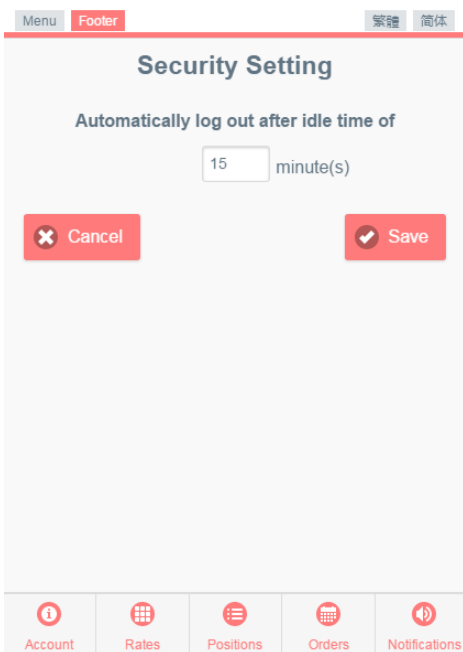 Menu Footer 繁體 简体
Security Setting
Automatically log out after idle time of
15 minute(s)
Cancel Save
Account Rates Positions Orders Notifications